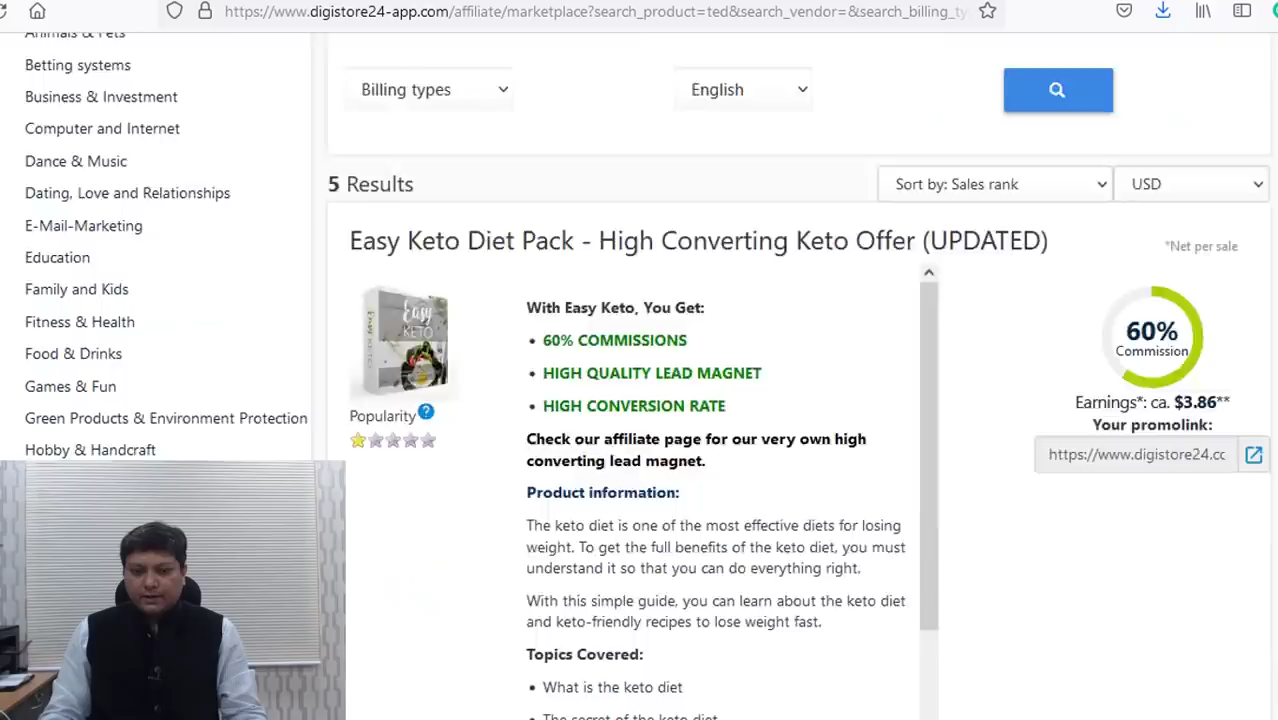 https://www.digistore24-app.com/affiliate/marketplace?search_product=ted&search_vendor=&search_billing_ty
Animals & Pets
Betting systems
Business & Investment
Computer and Internet
Dance & Music
Dating, Love and Relationships
E-Mail-Marketing
Education
Family and Kids
Fitness & Health
Food & Drinks
Games & Fun
Green Products & Environment Protection
Hobby & Handcraft
Billing types
English
5 Results
Sort by: Sales rank
USD
Easy Keto Diet Pack - High Converting Keto Offer (UPDATED)
*Net per sale
Easy
KETO
Popularity ?
With Easy Keto, You Get:
• 60% COMMISSIONS
• HIGH QUALITY LEAD MAGNET
• HIGH CONVERSION RATE
Check our affiliate page for our very own high
converting lead magnet.
Product information:
The keto diet is one of the most effective diets for losing
weight. To get the full benefits of the keto diet, you must
understand it so that you can do everything right.
With this simple guide, you can learn about the keto diet
and keto-friendly recipes to lose weight fast.
Topics Covered:
• What is the keto diet
• The secret of the keto diet
60%
Commission
Earnings*: ca. $3.86**
Your promolink:
https://www.digistore24.cc